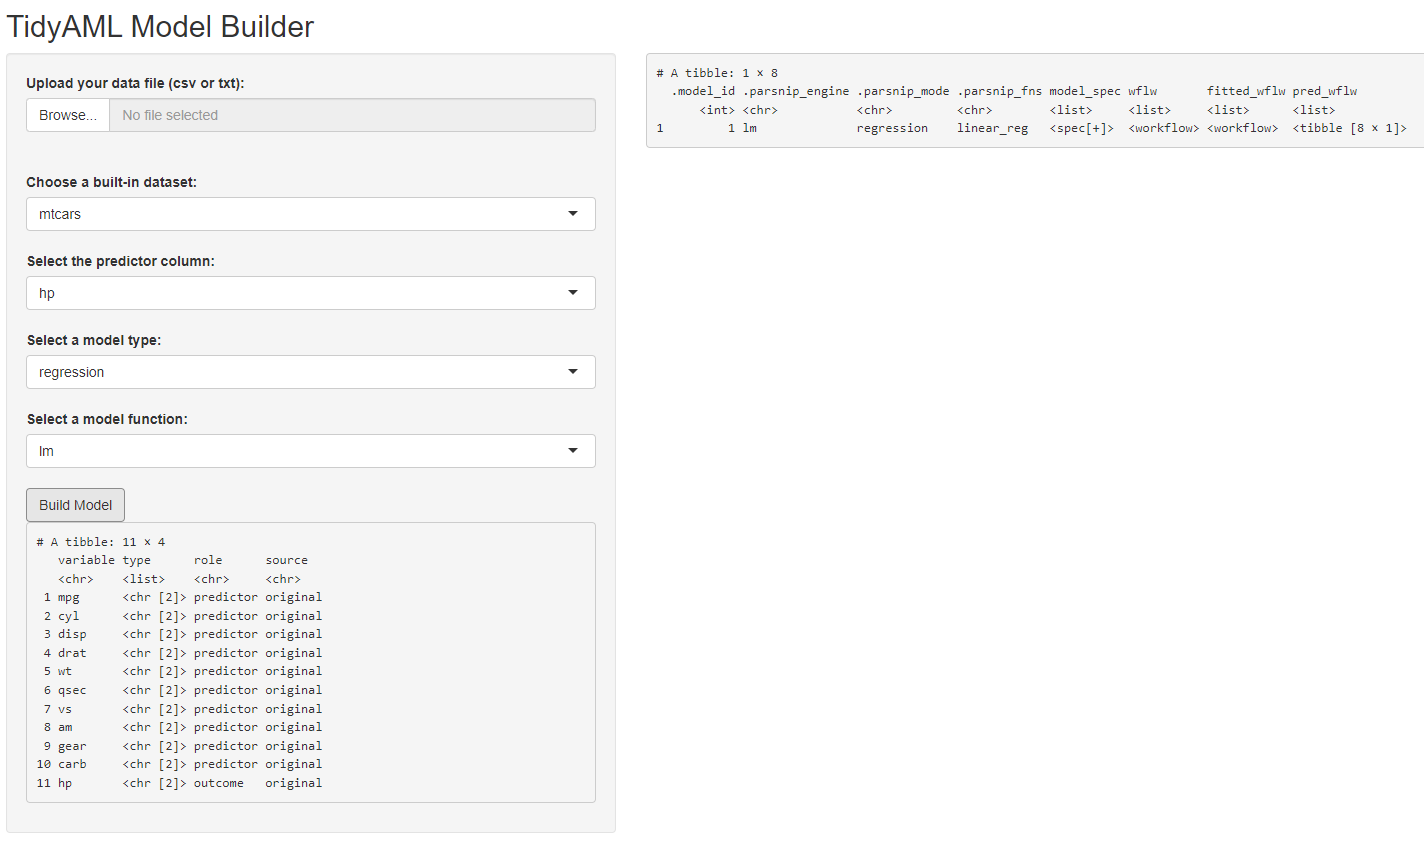 TidyAML Model Builder
Upload your data file (csv or txt):
Browse... No file selected
Choose a built-in dataset:
mtcars
Select the predictor column:
hp
Select a model type:
regression
Select a model function:
lm
Build Model
# A tibble: 11 × 4
variable type role source
<chr> <list> <chr> <chr>
1 mpg <chr [2]> predictor original
2 cyl <chr [2]> predictor original
3 disp <chr [2]> predictor original
4 drat <chr [2]> predictor original
5 wt <chr [2]> predictor original
6 qsec <chr [2]> predictor original
7 vs <chr [2]> predictor original
8 am <chr [2]> predictor original
9 gear <chr [2]> predictor original
10 carb <chr [2]> predictor original
11 hp <chr [2]> outcome original
# A tibble: 1 × 8
.model_id .parsnip_engine .parsnip_mode .parsnip_fns model_spec wflw fitted_wflw pred_wflw
<int> <chr> <chr> <chr> <list> <list> <list> <list>
1 1 lm regression linear_reg <spec[+]> <workflow> <workflow> <tibble [8 × 1]>